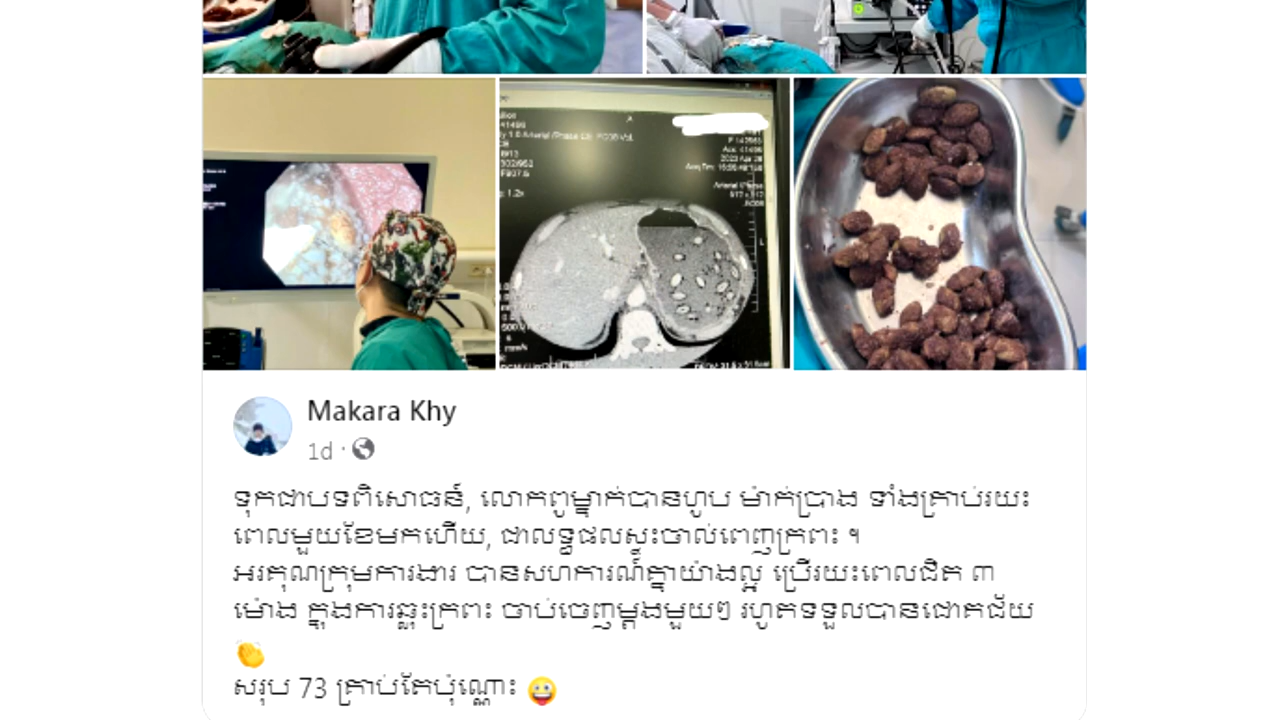 1.2x
Makara Khy
1d ·
ទុកជាបទពិសោធន៍, លោកពូម្នាក់បានហូប ម៉ាក់ប្រាង ទាំងគ្រាប់រយះ
ពេលមួយខែមកហើយ, ជាលទ្ធផលស្ទះចាល់ពេញក្រពះ ។
អរគុណក្រុមការងារ បានសហការណ៍គ្នាយ៉ាងល្អ ប្រើរយះពេលជិត ៣
ម៉ោង ក្នុងការឆ្លុះក្រពះ ចាប់ចេញម្តងមួយៗ រហូតទទួលបានជោគជ័យ
👏
សរុប 73 គ្រាប់តែប៉ុណ្ណោះ 🤪